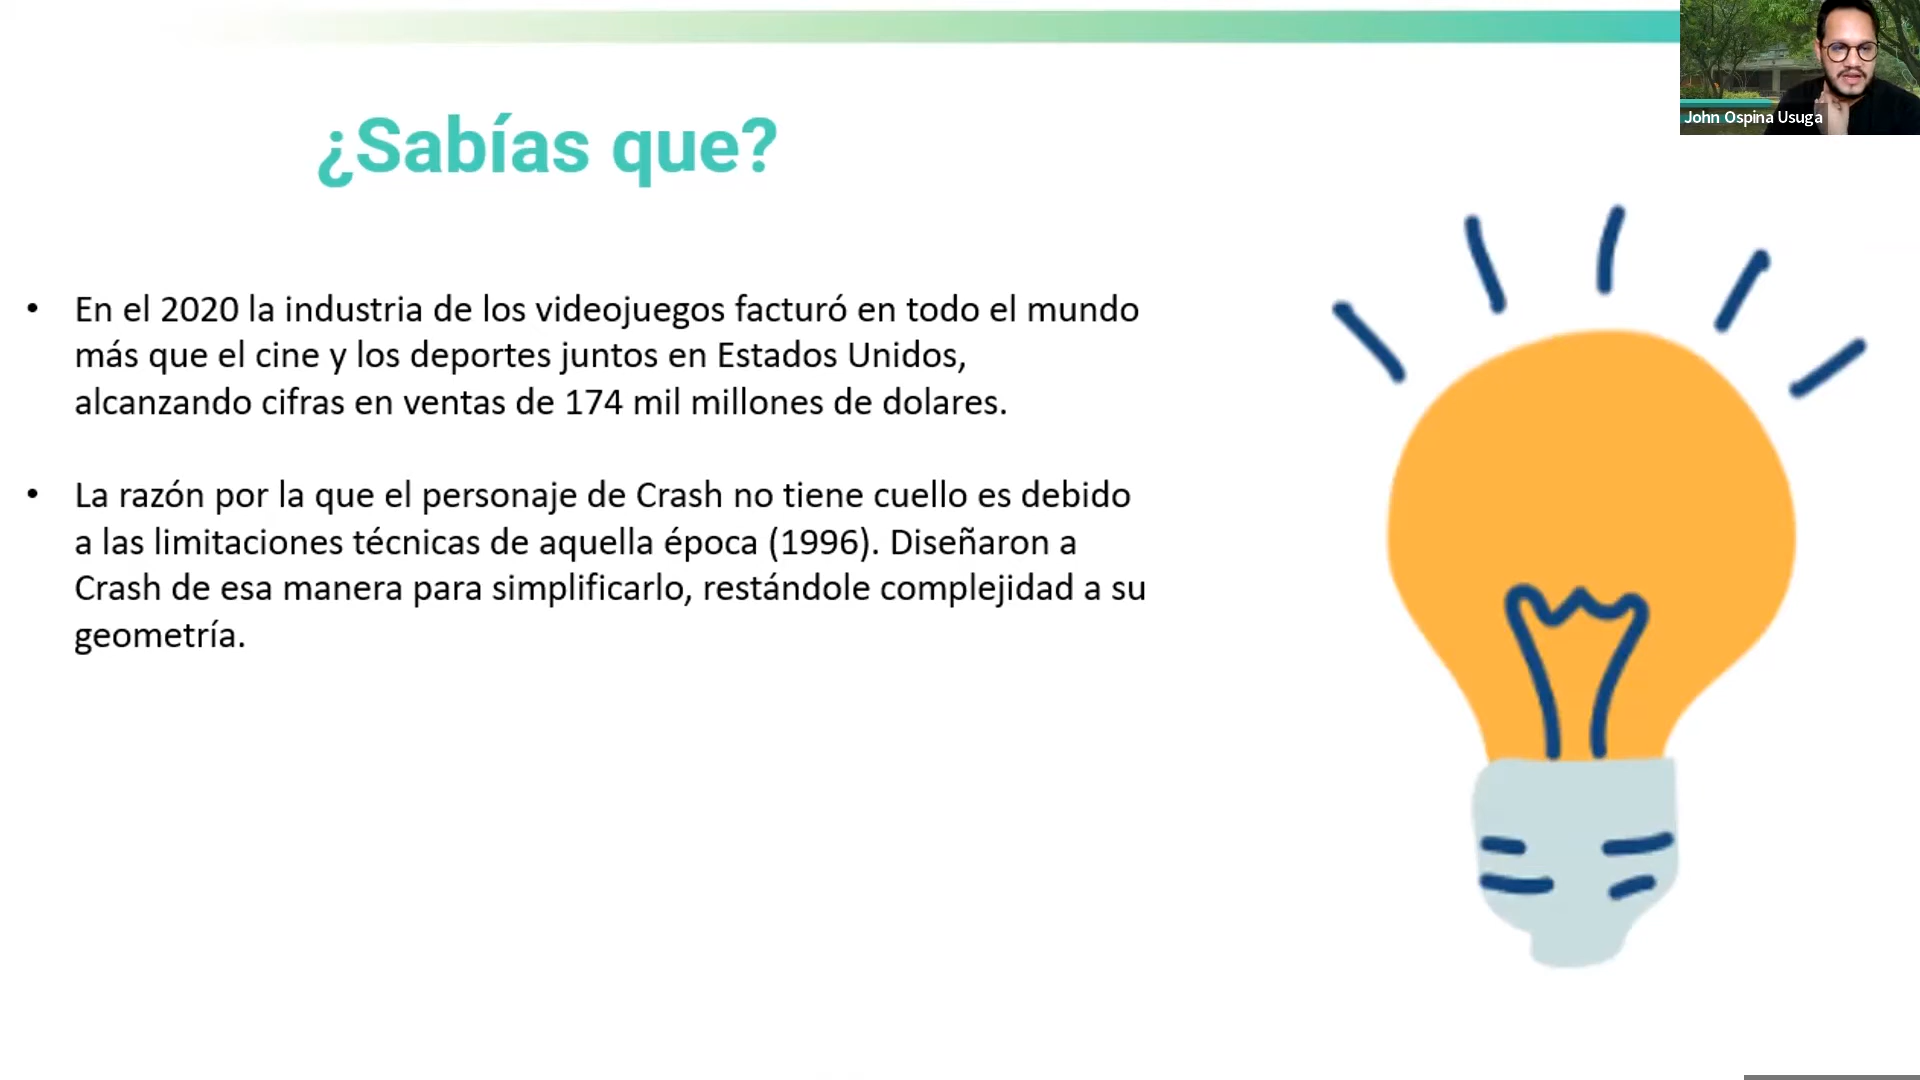 John Ospina Usuga
¿Sabías que?
• En el 2020 la industria de los videojuegos facturó en todo el mundo
más que el cine y los deportes juntos en Estados Unidos,
alcanzando cifras en ventas de 174 mil millones de dolares.
• La razón por la que el personaje de Crash no tiene cuello es debido
a las limitaciones técnicas de aquella época (1996). Diseñaron a
Crash de esa manera para simplificarlo, restándole complejidad a su
geometría.